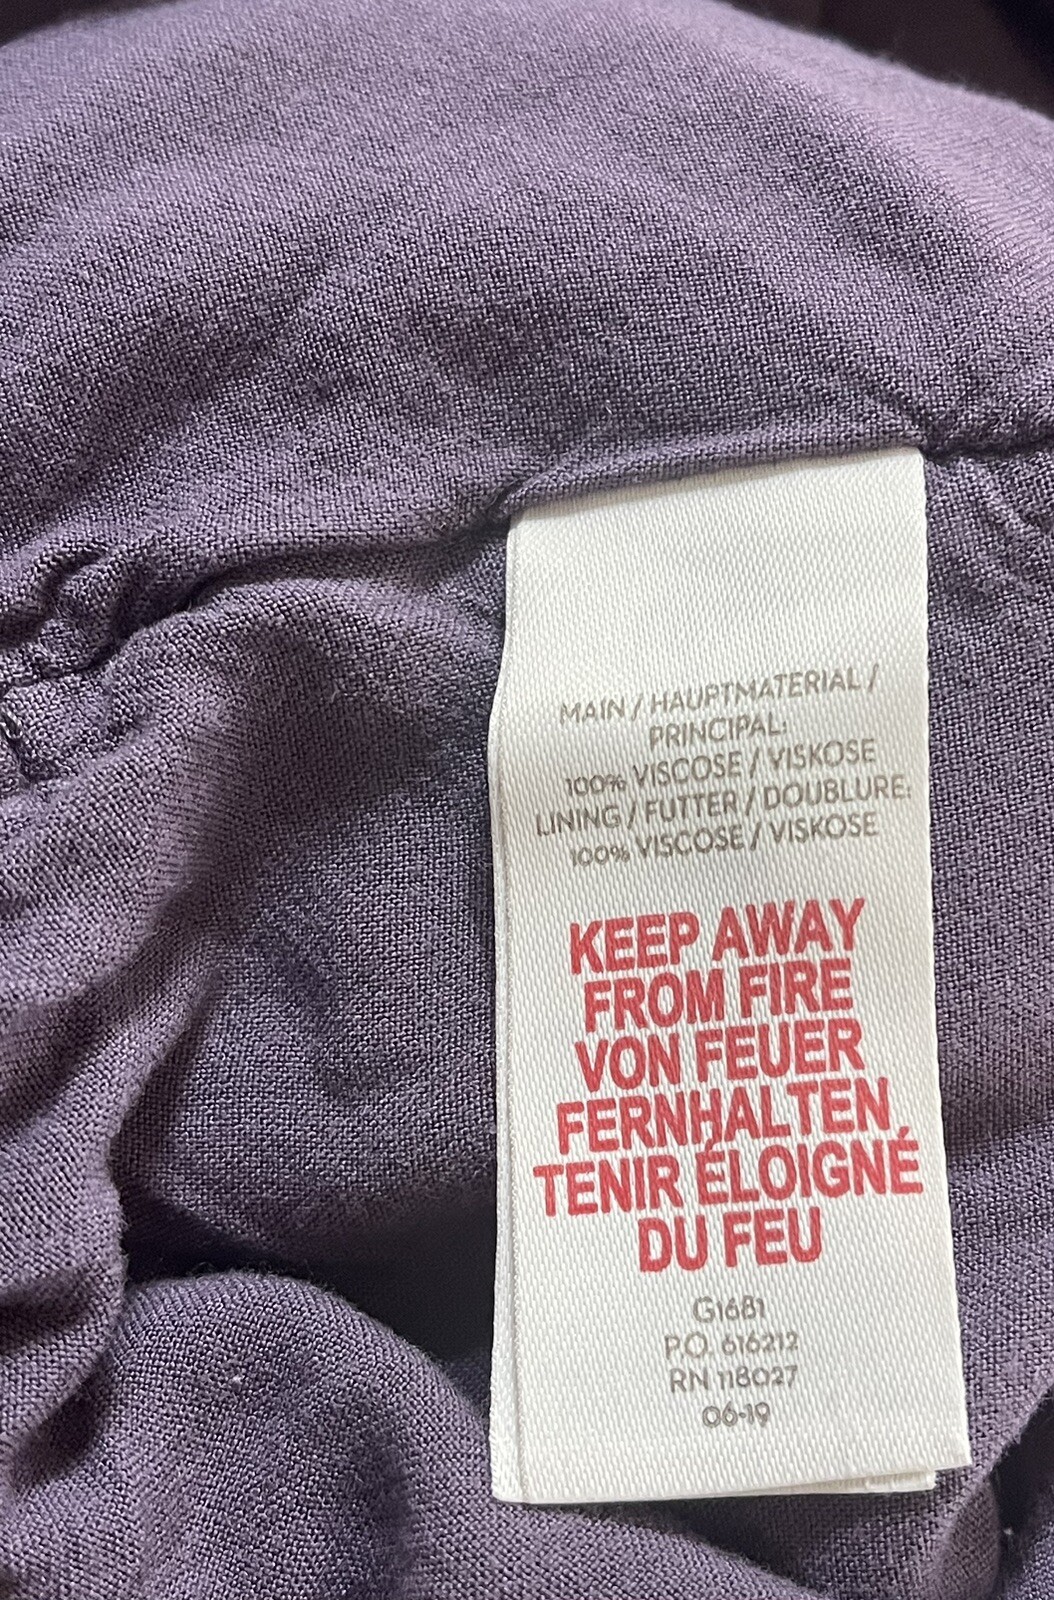 MAIN / HAUPTMATERIAL /
PRINCIPAL:
100% VISCOSE / VISKOSE
LINING / FUTTER / DOUBLURE:
100% VISCOSE / VISKOSE
KEEP AWAY
FROM FIRE
VON FEUER
FERNHALTEN
TENIR ÉLOIGNÉ
DU FEU
G1681
P.O. 616212
RN 118027
06-19